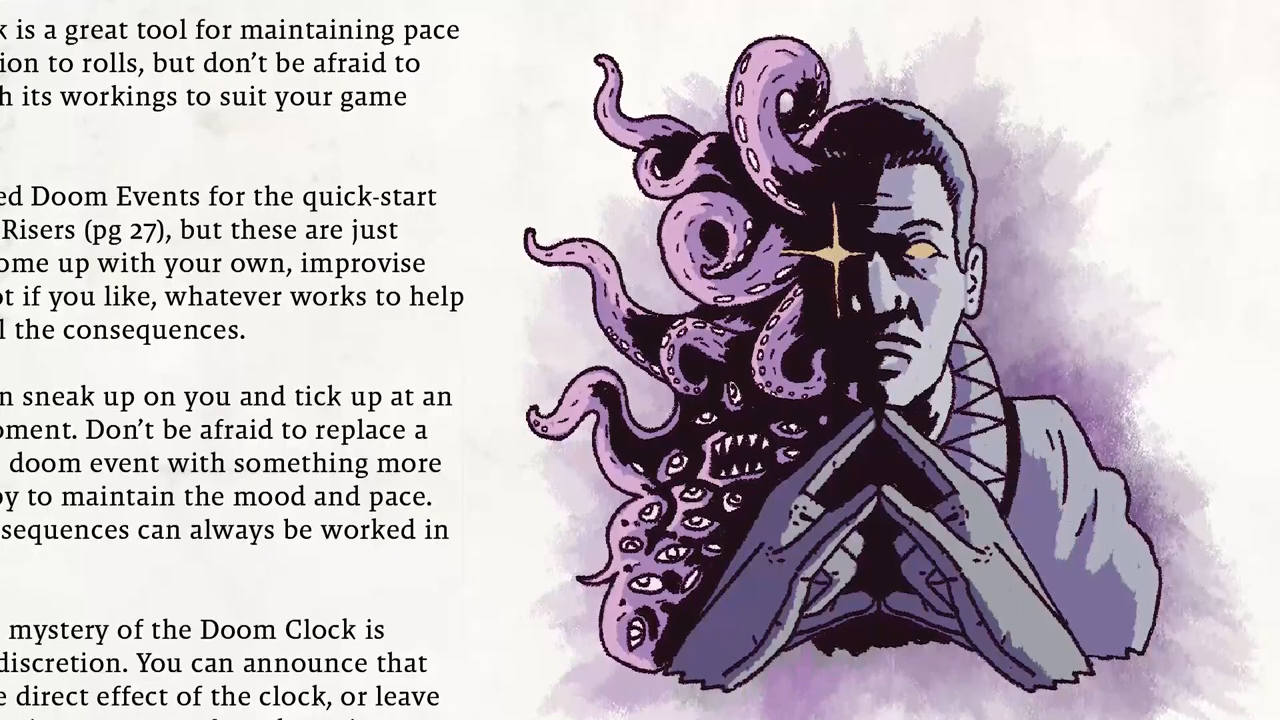 k is a great tool for maintaining pace
ion to rolls, but don’t be afraid to
h its workings to suit your game
ed Doom Events for the quick-start
Risers (pg 27), but these are just
ome up with your own, improvise
ot if you like, whatever works to help
l the consequences.
n sneak up on you and tick up at an
oment. Don’t be afraid to replace a
doom event with something more
py to maintain the mood and pace.
sequences can always be worked in
mystery of the Doom Clock is
discretion. You can announce that
e direct effect of the clock, or leave